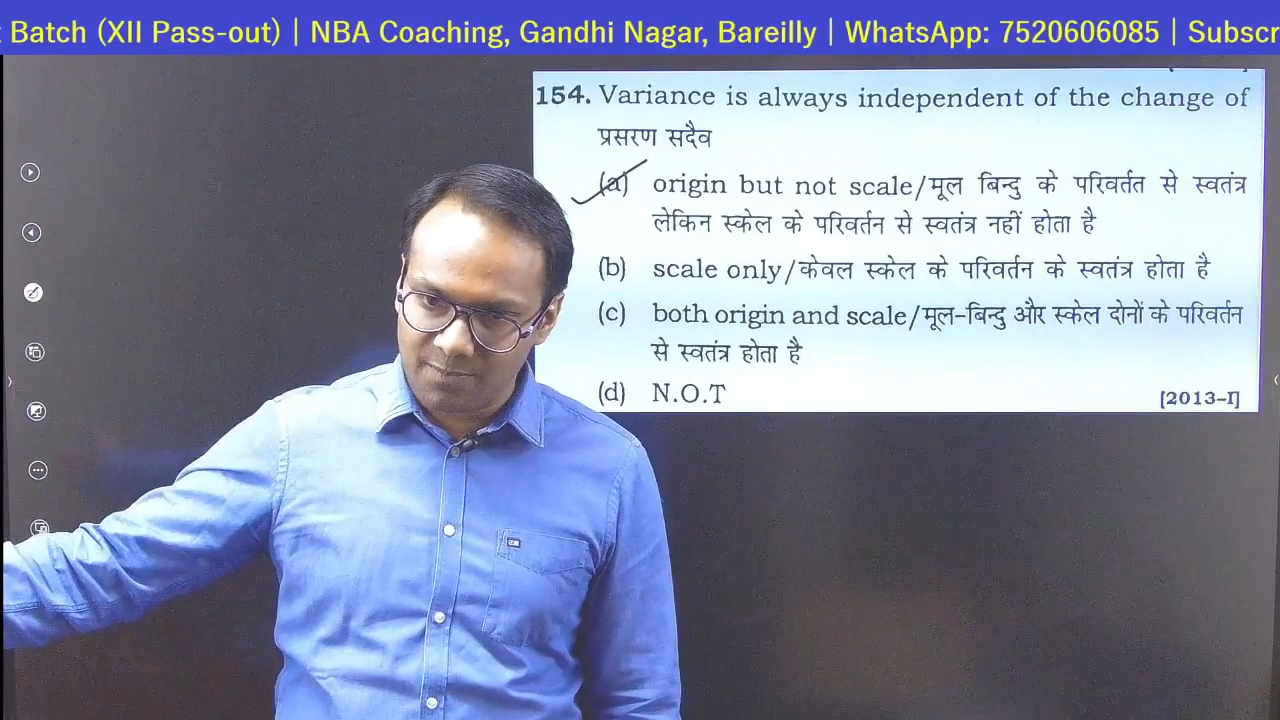 Batch (XII Pass-out) | NBA Coaching, Gandhi Nagar, Bareilly | WhatsApp: 7520606085 | Subscr
154. Variance is always independent of the change of
प्रसरण सदैव
(a) origin but not scale/मूल बिन्दु के परिवर्तत से स्वतंत्र
लेकिन स्केल के परिवर्तन से स्वतंत्र नहीं होता है
(b) scale only/केवल स्केल के परिवर्तन के स्वतंत्र होता है
(c) both origin and scale/मूल-बिन्दु और स्केल दोनों के परिवर्तन
से स्वतंत्र होता है
(d) N.O.T
[2013-I]